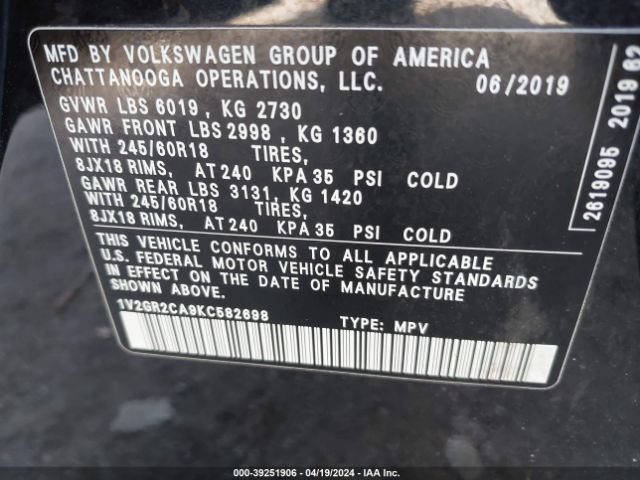 MFD BY VOLKSWAGEN GROUP OF AMERICA
CHATTANOOGA OPERATIONS, LLC. 06/2019
GVWR LBS 6019 , KG 2730
GAWR FRONT LBS 2998 , KG 1360
WITH 245/60R18 TIRES,
8JX18 RIMS, AT 240 KPA 35 PSI COLD
GAWR REAR LBS 3131, KG 1420
WITH 245/60R18 TIRES,
8JX18 RIMS, AT 240 KPA 35 PSI COLD
THIS VEHICLE CONFORMS TO ALL APPLICABLE
U.S. FEDERAL MOTOR VEHICLE SAFETY STANDARDS
IN EFFECT ON THE DATE OF MANUFACTURE
SHOWN ABOVE.
1V2GR2CA9KC582698 TYPE: MPV
2619095 2019 69
000-39251906 - 04/19/2024 - IAA Inc.